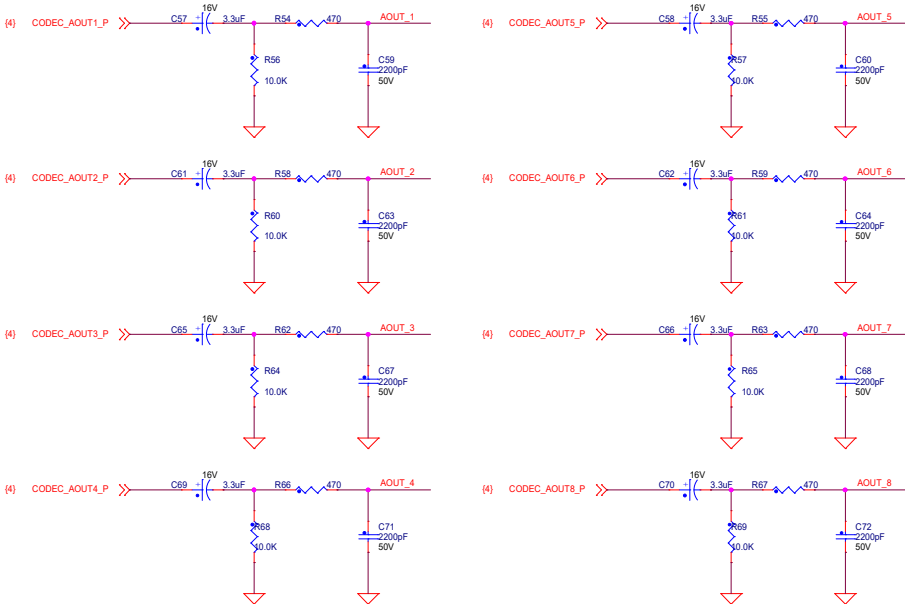 16V 16V
{4} CODEC_AOUT1_P C57 + 3.3uF R54 470 AOUT_1 {4} CODEC_AOUT5_P C58 + 3.3uF R55 470 AOUT_5
R56 C59 R57 C60
2200pF 2200pF
10.0K 50V 10.0K 50V
16V 16V
{4} CODEC_AOUT2_P C61 + 3.3uF R58 470 AOUT_2 {4} CODEC_AOUT6_P C62 + 3.3uF R59 470 AOUT_6
R60 C63 R61 C64
2200pF 2200pF
10.0K 50V 10.0K 50V
16V 16V
{4} CODEC_AOUT3_P C65 + 3.3uF R62 470 AOUT_3 {4} CODEC_AOUT7_P C66 + 3.3uF R63 470 AOUT_7
R64 C67 R65 C68
2200pF 2200pF
10.0K 50V 10.0K 50V
16V 16V
{4} CODEC_AOUT4_P C69 + 3.3uF R66 470 AOUT_4 {4} CODEC_AOUT8_P C70 + 3.3uF R67 470 AOUT_8
R68 C71 R69 C72
2200pF 2200pF
10.0K 50V 10.0K 50V